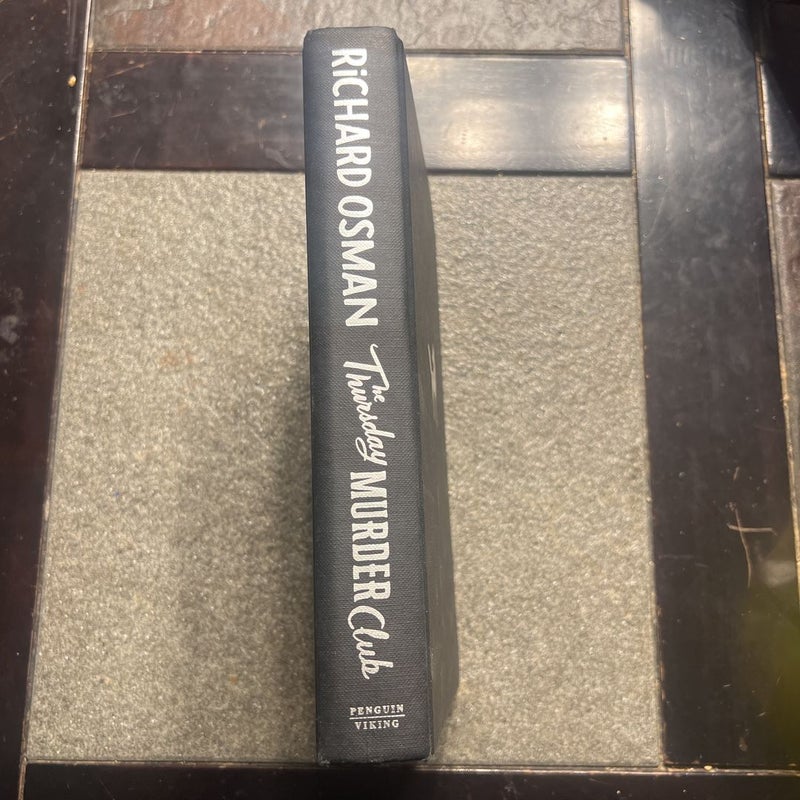 RiCHARD OSMAN
The
Thursday
MURDER Club
PENGUIN
VIKING